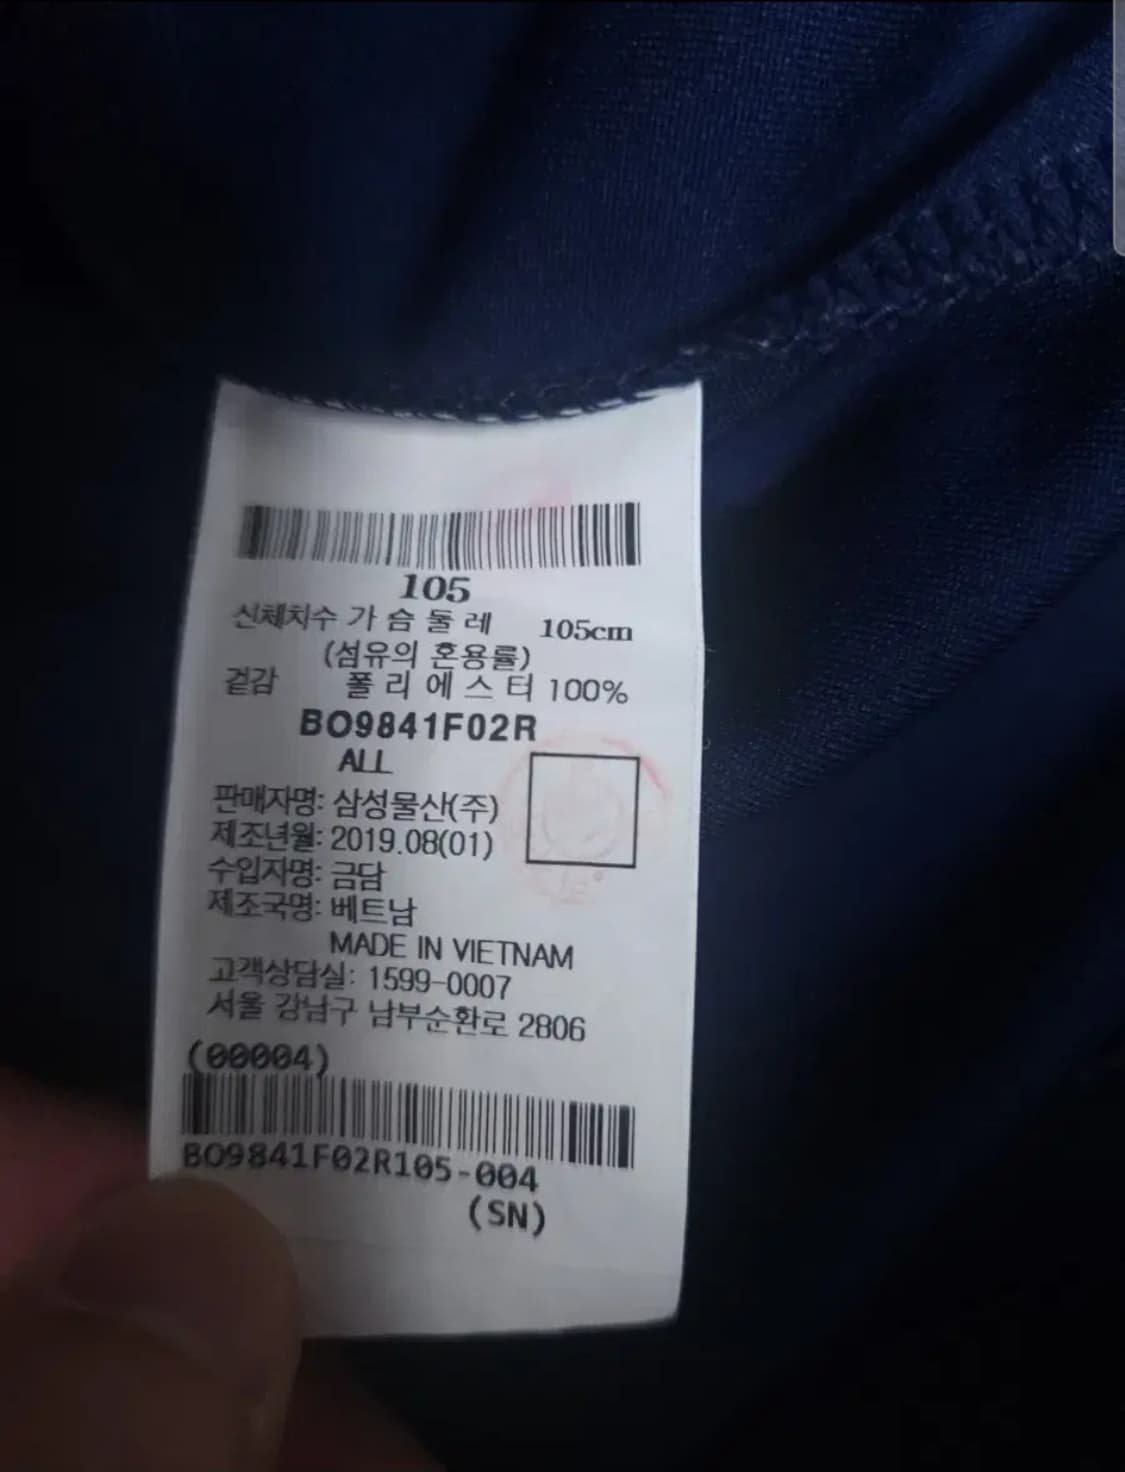 105
신체치수 가 슴 둘 레 105cm
(섬유의 혼용률)
겉감 폴 리 에 스 터 100%
BO9841F02R
ALL
판매자명: 삼성물산(주)
제조년월: 2019.08(01)
수입자명: 금담
제조국명: 베트남
MADE IN VIETNAM
고객상담실: 1599-0007
서울 강남구 남부순환로 2806
(00004)
BO9841F02R105-004
(SN)